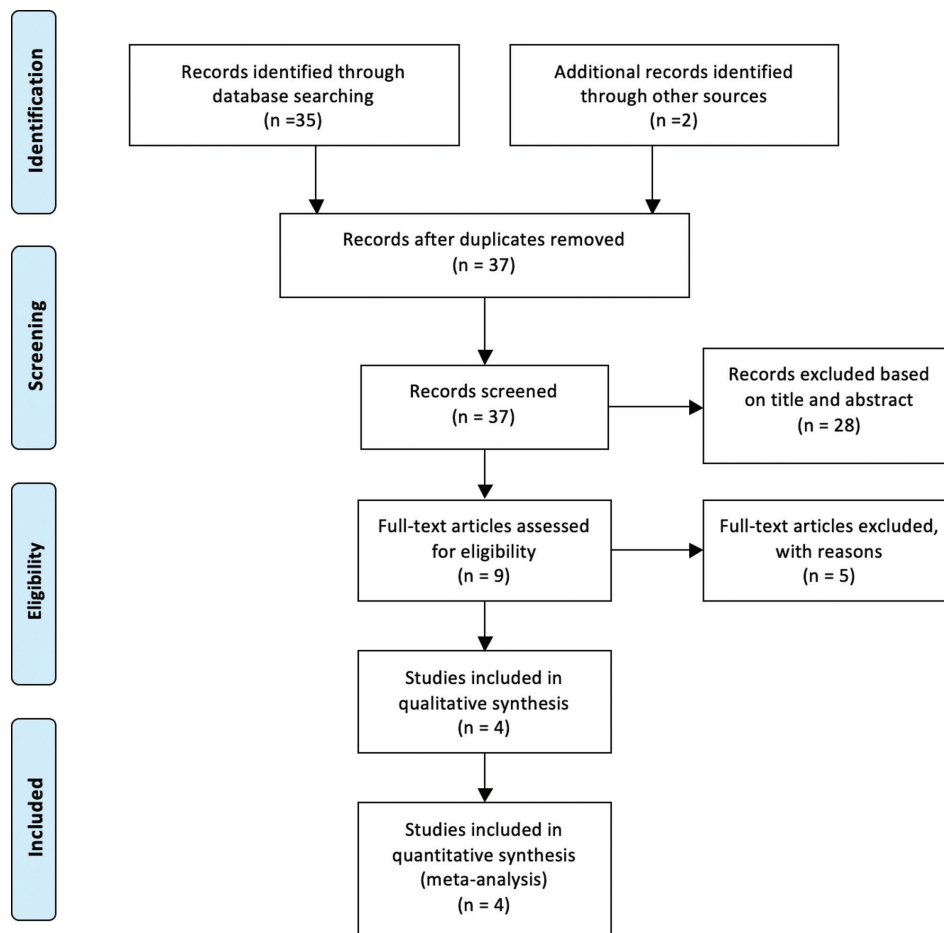 Identification
Records identified through
database searching
(n =35)
Additional records identified
through other sources
(n =2)
Records after duplicates removed
(n = 37)
Screening
Records screened
(n = 37)
Records excluded based
on title and abstract
(n = 28)
Eligibility
Full-text articles assessed
for eligibility
(n = 9)
Full-text articles excluded,
with reasons
(n = 5)
Studies included in
qualitative synthesis
(n = 4)
Included
Studies included in
quantitative synthesis
(meta-analysis)
(n = 4)